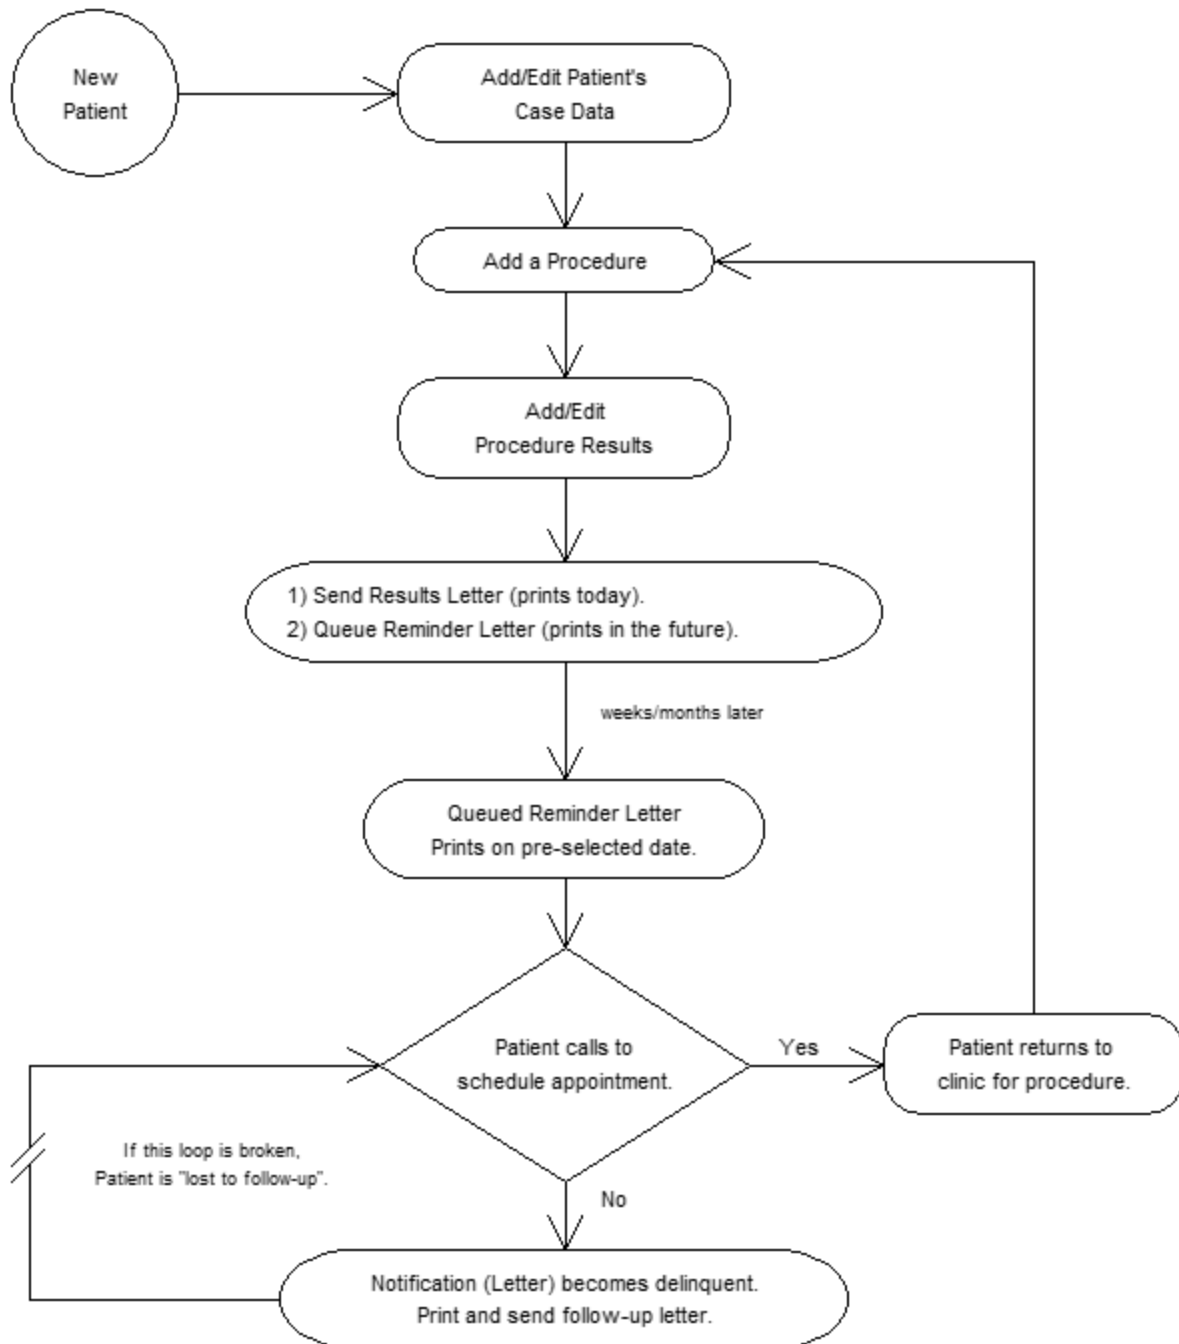 New
Patient
Add/Edit Patient's
Case Data
Add a Procedure
Add/Edit
Procedure Results
1) Send Results Letter (prints today).
2) Queue Reminder Letter (prints in the future).
weeks/months later
Queued Reminder Letter
Prints on pre-selected date.
Patient calls to
schedule appointment.
Yes
Patient returns to
clinic for procedure.
If this loop is broken,
Patient is "lost to follow-up".
No
Notification (Letter) becomes delinquent.
Print and send follow-up letter.